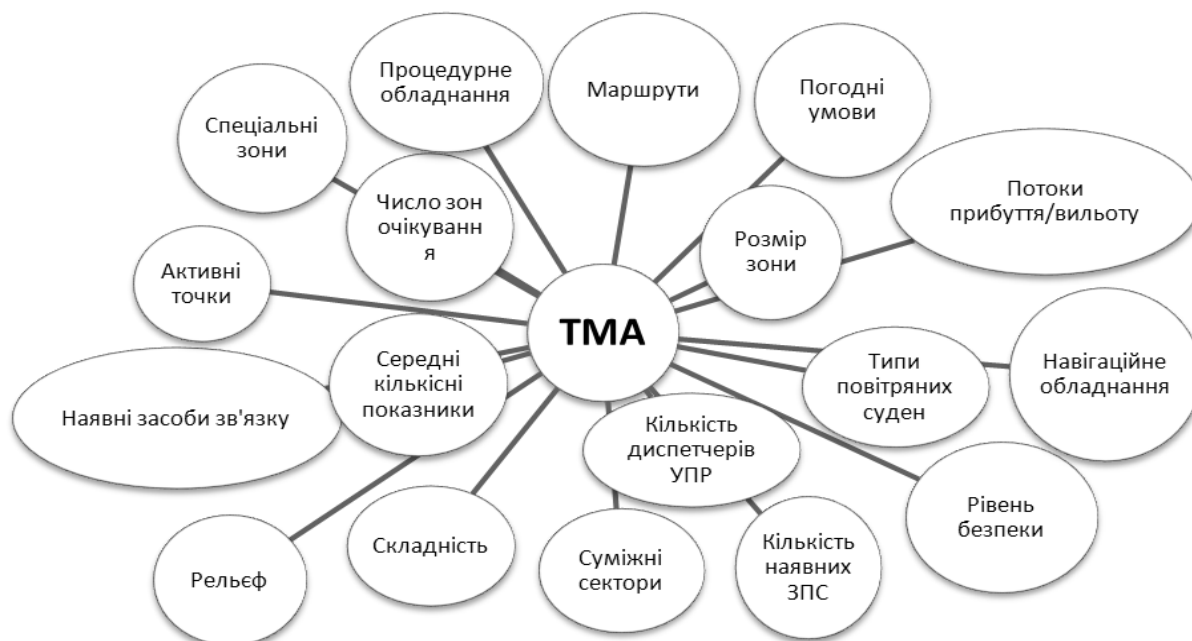 Процедурне
обладнання
Маршрути
Погодні
умови
Спеціальні
зони
Потоки
прибуття/вильоту
Число зон
очікуванн
я
Розмір
зони
Активні
точки
ТМА
Середні
кількісні
показники
Типи
повітряних
суден
Навігаційне
обладнання
Наявні засоби зв'язку
Кількість
диспетчерів
УПР
Рівень
безпеки
Складність
Суміжні
сектори
Кількість
наявних
ЗПС
Рельєф